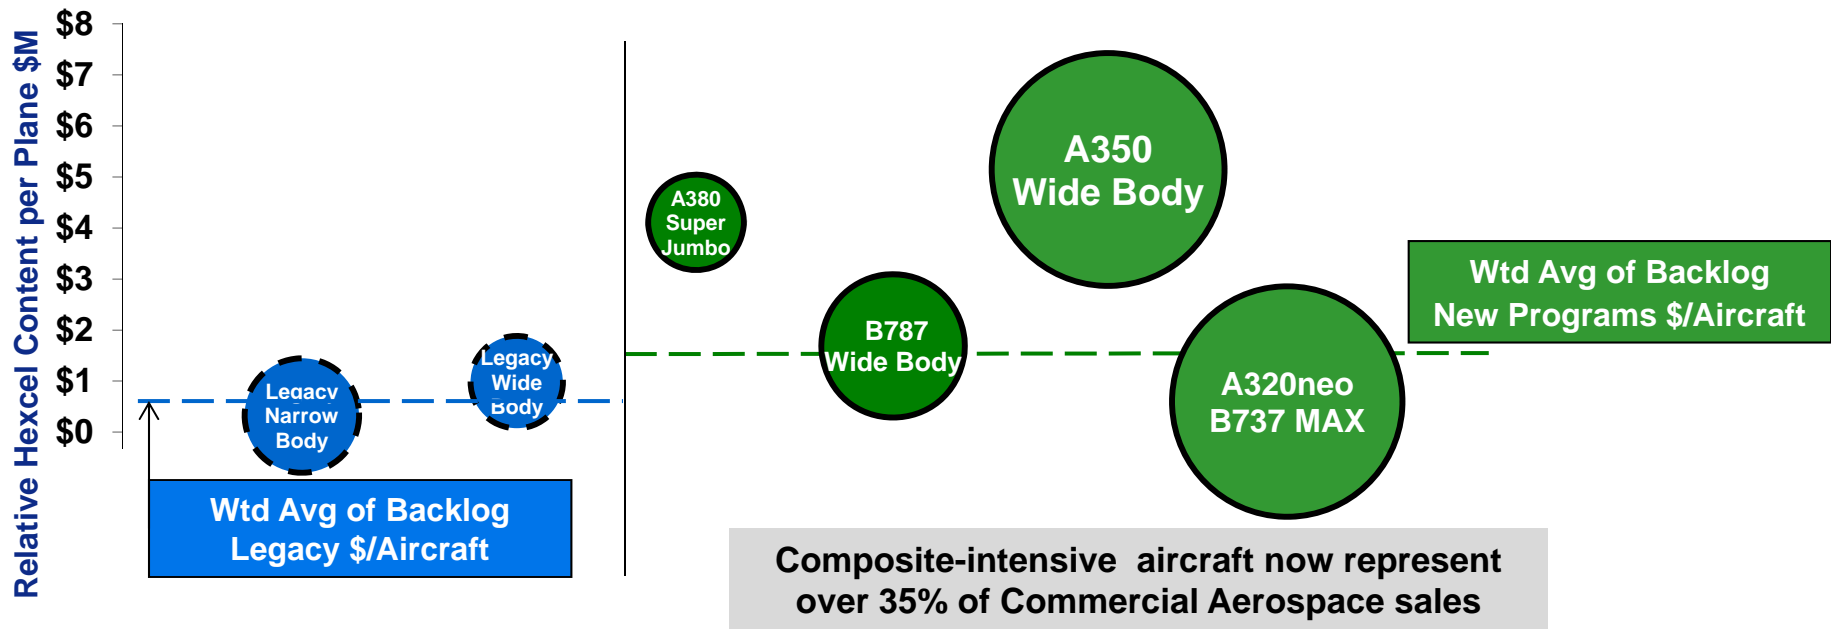 Relative Hexcel Content per Plane $M
$8
$7
$6
$5
$4
$3
$2
$1
$0
Legacy
Narrow
Body
Legacy
Wide
Body
Wtd Avg of Backlog
Legacy $/Aircraft
A380
Super
Jumbo
B787
Wide Body
A350
Wide Body
A320neo
B737 MAX
Wtd Avg of Backlog
New Programs $/Aircraft
Composite-intensive aircraft now represent
over 35% of Commercial Aerospace sales